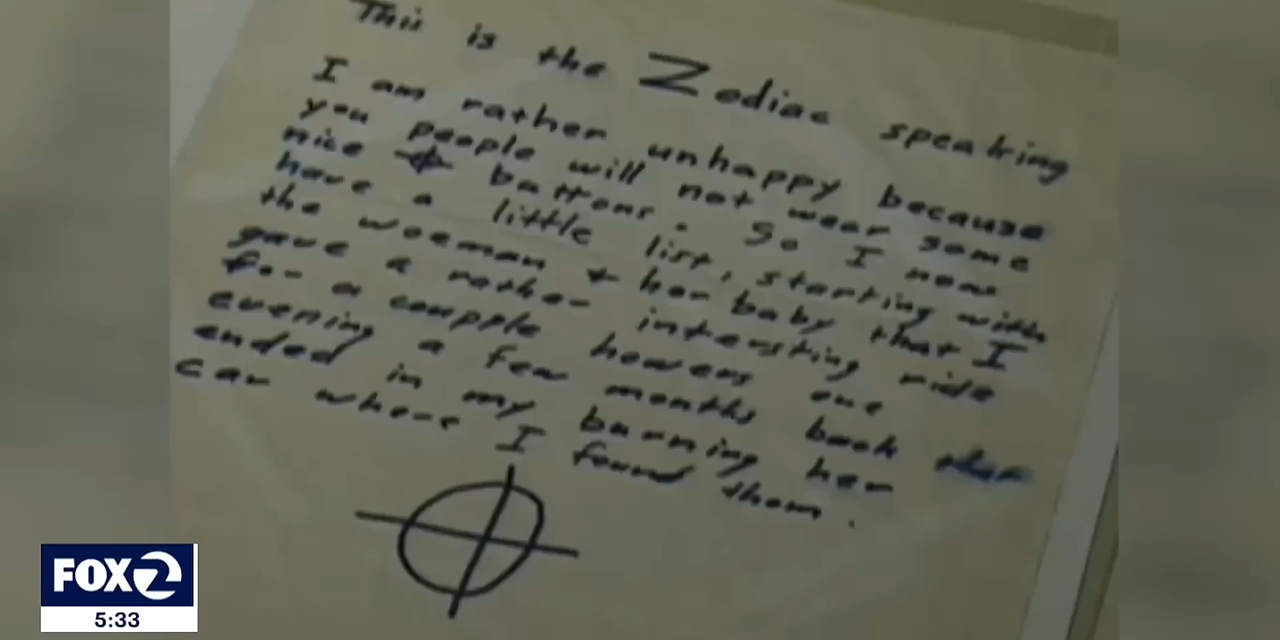 This is the Zodiac speaking
I am rather unhappy because
you people will not wear some
nice ⌖ buttons. So I now
have a little list, starting with
the woeman + her baby that I
gave a rather intersting ride
for a coupple howers one
evening a few months back that
ended in my burning her
car where I found them.
FOX 2
5:33